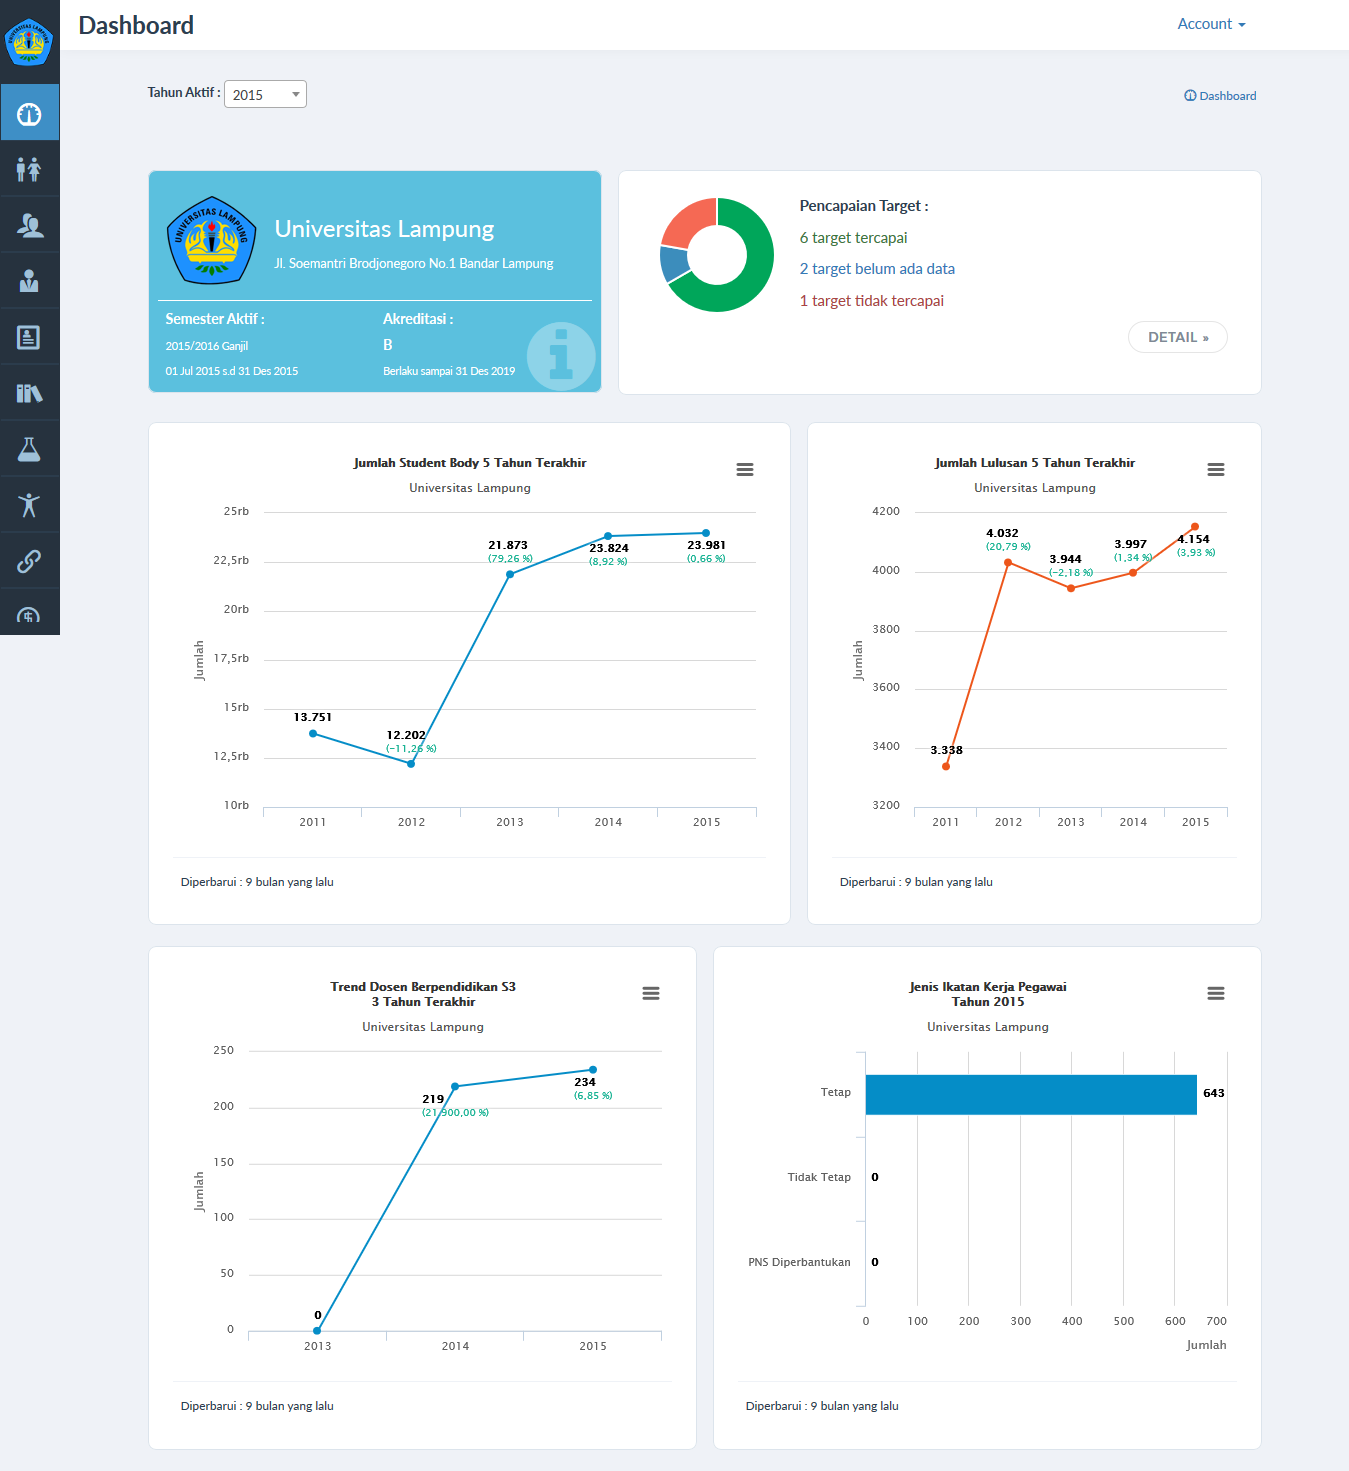 Dashboard
Account
Tahun Aktif : 2015
Dashboard
UNIVERSITAS LAMPUNG
UNIVERSITAS LAMPUNG
Universitas Lampung
Jl. Soemantri Brodjonegoro No.1 Bandar Lampung
Semester Aktif :
2015/2016 Ganjil
01 Jul 2015 s.d 31 Des 2015
Akreditasi :
B
Berlaku sampai 31 Des 2019
Pencapaian Target :
6 target tercapai
2 target belum ada data
1 target tidak tercapai
DETAIL »
Jumlah Student Body 5 Tahun Terakhir
Universitas Lampung
Jumlah
25rb
22,5rb
20rb
17,5rb
15rb
12,5rb
10rb
13.751
12.202
(-11,26 %)
21.873
(79,26 %)
23.824
(8,92 %)
23.981
(0,66 %)
2011 2012 2013 2014 2015
Diperbarui : 9 bulan yang lalu
Jumlah Lulusan 5 Tahun Terakhir
Universitas Lampung
Jumlah
4200
4000
3800
3600
3400
3200
3.338
4.032
(20,79 %)
3.944
(-2,18 %)
3.997
(1,34 %)
4.154
(3,93 %)
2011 2012 2013 2014 2015
Diperbarui : 9 bulan yang lalu
Trend Dosen Berpendidikan S3
3 Tahun Terakhir
Universitas Lampung
Jumlah
250
200
150
100
50
0
0
219
(21.900,00 %)
234
(6,85 %)
2013 2014 2015
Diperbarui : 9 bulan yang lalu
Jenis Ikatan Kerja Pegawai
Tahun 2015
Universitas Lampung
Tetap 643
Tidak Tetap 0
PNS Diperbantukan 0
0 100 200 300 400 500 600 700
Jumlah
Diperbarui : 9 bulan yang lalu